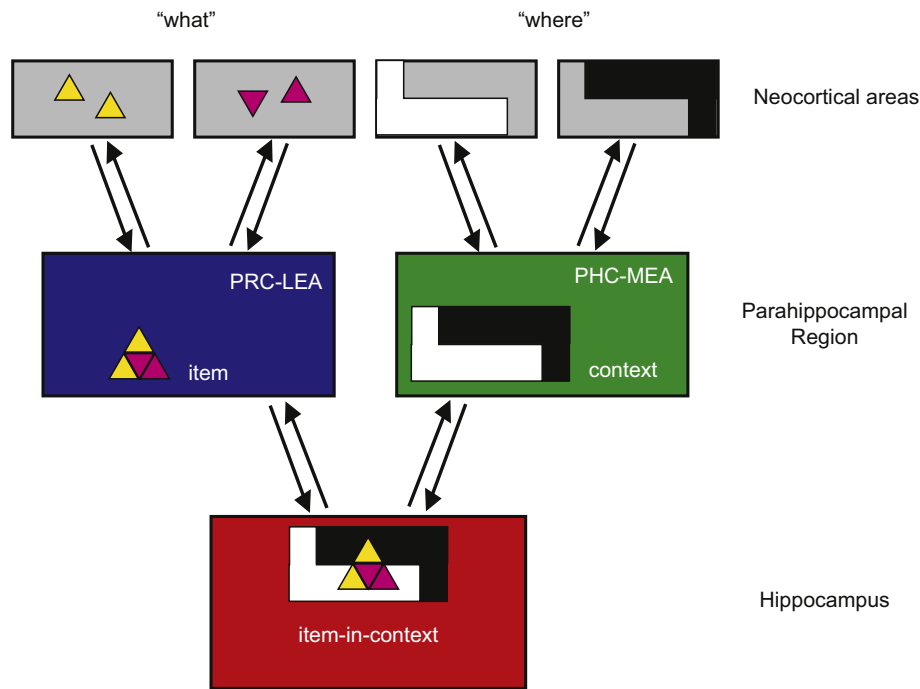 “what”
“where”
Neocortical areas
PRC-LEA
item
PHC-MEA
context
Parahippocampal
Region
item-in-context
Hippocampus